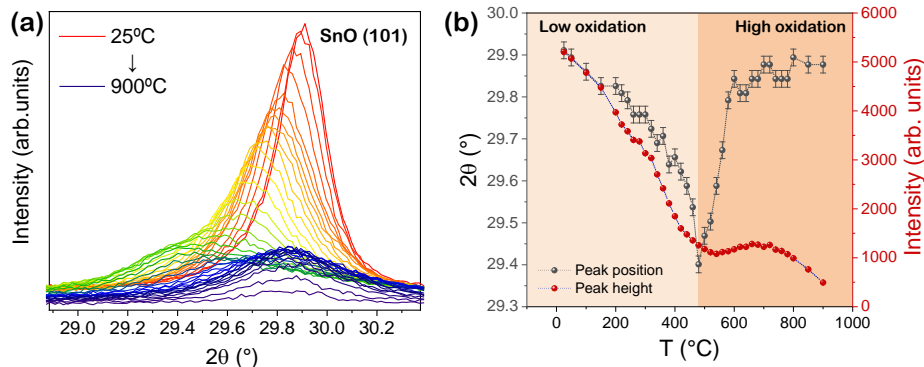 (a)
25ºC
↓
900ºC
SnO (101)
Intensity (arb.units)
29.0 29.2 29.4 29.6 29.8 30.0 30.2
2θ (°)
(b)
Low oxidation High oxidation
30.0
29.9
29.8
29.7
29.6
29.5
29.4
29.3
2θ (°)
6000
5000
4000
3000
2000
1000
0
Intensity (arb. units)
Peak position
Peak height
0 200 400 600 800 1000
T (°C)